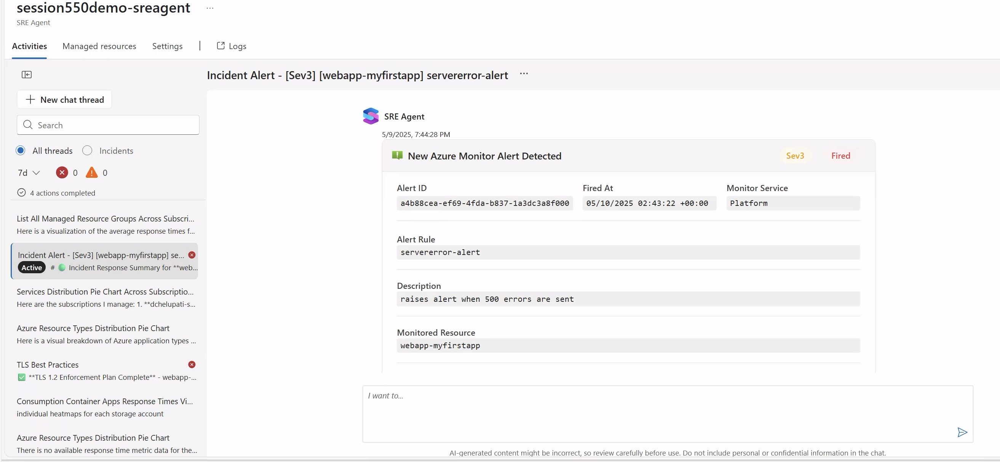 session550demo-sreagent ...
SRE Agent
Activities Managed resources Settings | Logs
Incident Alert - [Sev3] [webapp-myfirstapp] servererror-alert ...
New chat thread
Search
All threads Incidents
7d 0 0
4 actions completed
List All Managed Resource Groups Across Subscri...
Here is a visualization of the average response times f...
Incident Alert - [Sev3] [webapp-myfirstapp] se...
Active # Incident Response Summary for **web...
Services Distribution Pie Chart Across Subscriptio...
Here are the subscriptions I manage: 1. **dchelupati-s...
Azure Resource Types Distribution Pie Chart
Here is a visual breakdown of Azure application types ...
TLS Best Practices
**TLS 1.2 Enforcement Plan Complete** - webapp-...
Consumption Container Apps Response Times Vi...
individual heatmaps for each storage account
Azure Resource Types Distribution Pie Chart
There is no available response time metric data for the...
SRE Agent
5/9/2025, 7:44:28 PM
New Azure Monitor Alert Detected Sev3 Fired
Alert ID Fired At Monitor Service
a4b88cea-ef69-4fda-b837-1a3dc3a8f000 05/10/2025 02:43:22 +00:00 Platform
Alert Rule
servererror-alert
Description
raises alert when 500 errors are sent
Monitored Resource
webapp-myfirstapp
I want to...
AI-generated content might be incorrect, so review carefully before use. Do not include personal or confidential information in the chat.